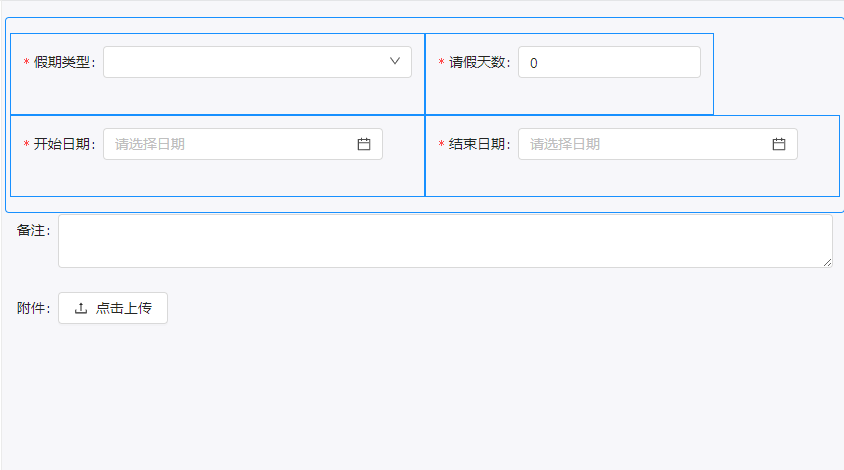 * 假期类型: * 请假天数: 0
* 开始日期: 请选择日期 * 结束日期: 请选择日期
备注:
附件: 点击上传